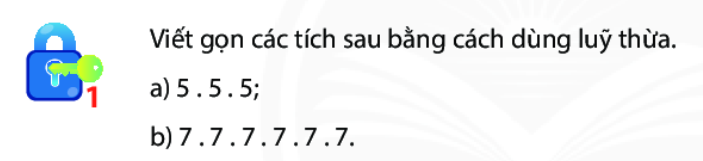 Viết gọn các tích sau bằng cách dùng luỹ thừa.
a) 5 . 5 . 5;
1
b) 7 . 7 . 7 . 7 . 7 . 7.